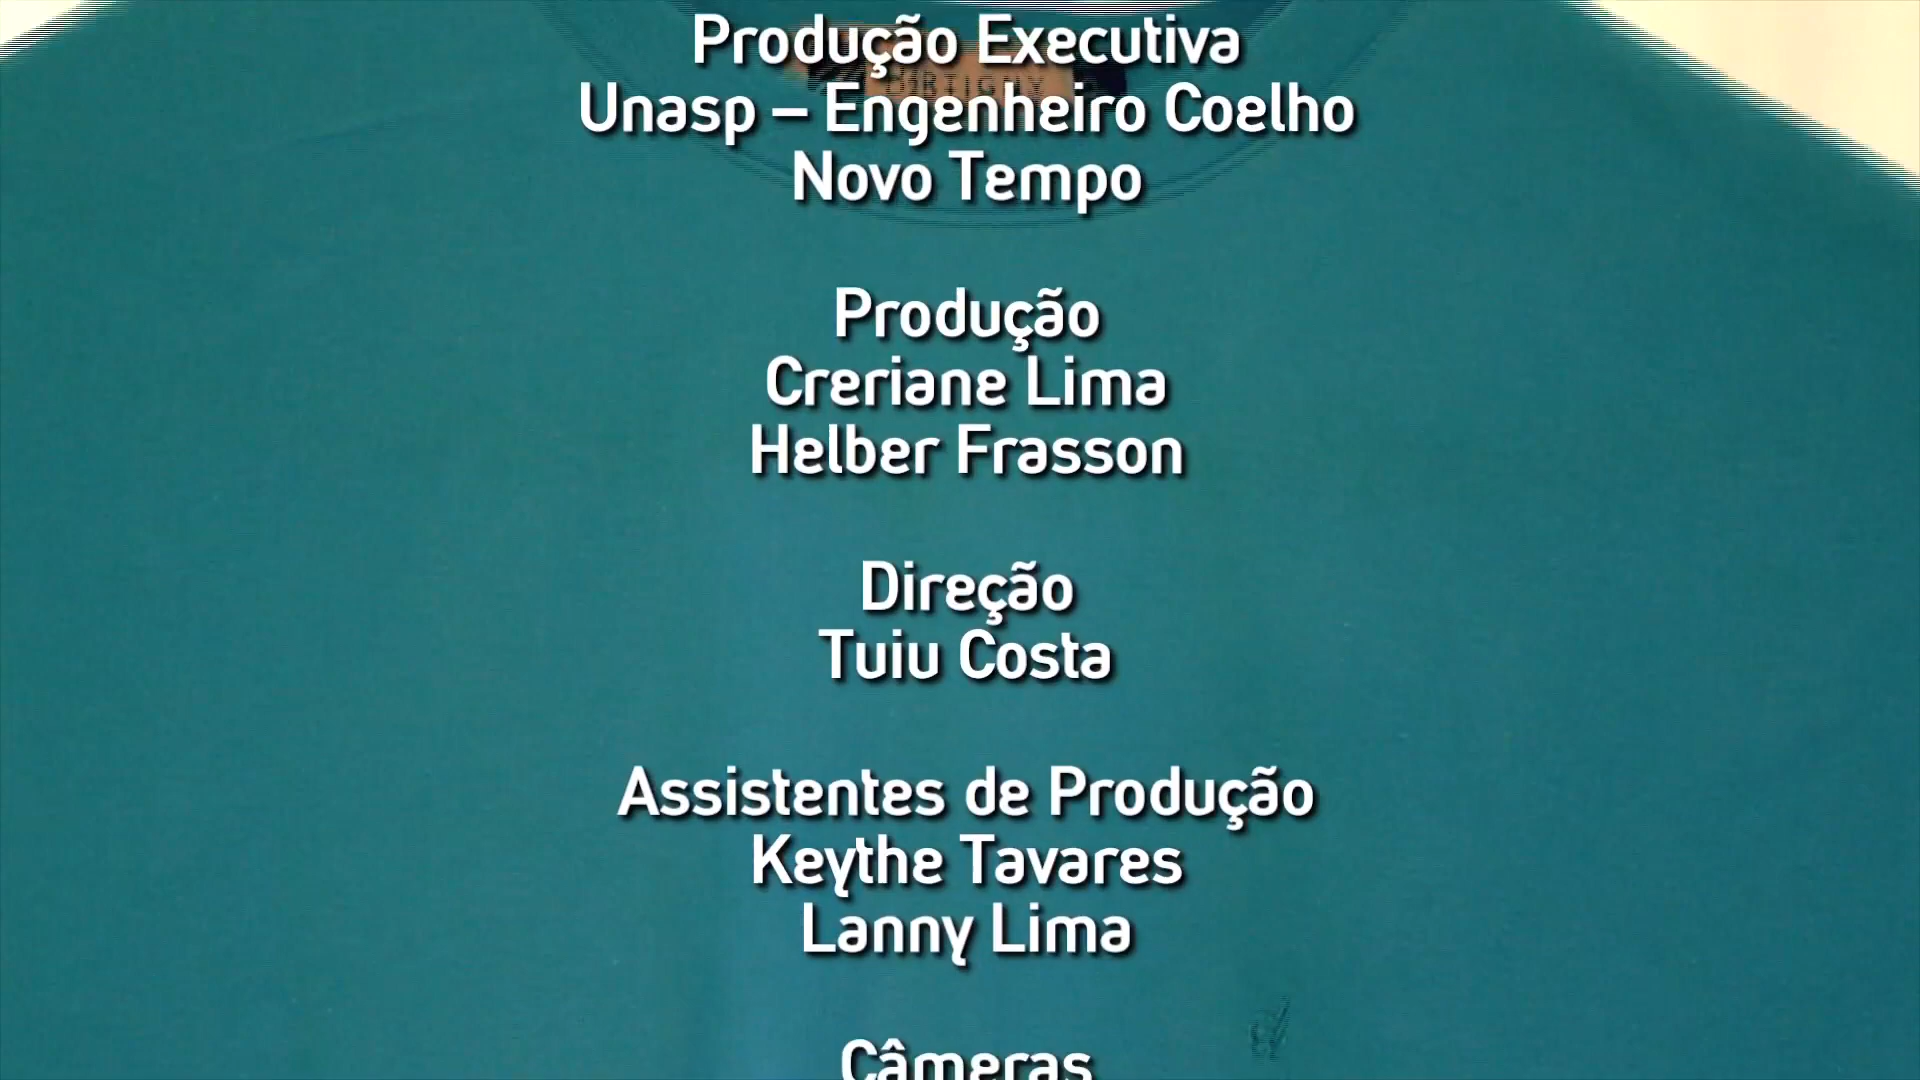 Produção Executiva
Unasp – Engenheiro Coelho
Novo Tempo
Produção
Creriane Lima
Helber Frasson
Direção
Tuiu Costa
Assistentes de Produção
Keythe Tavares
Lanny Lima
Câmeras